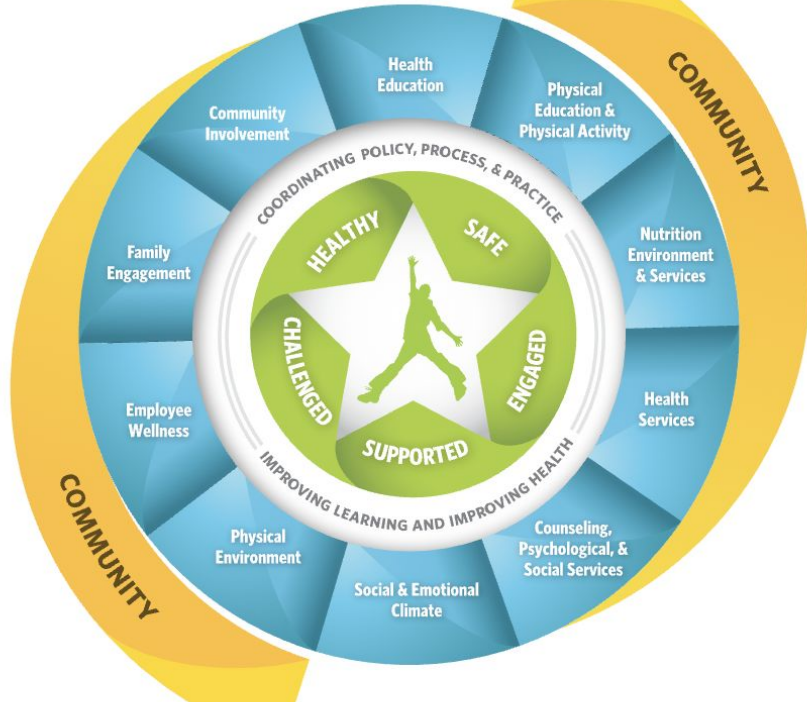 COMMUNITY
Health
Education
Physical
Education &
Physical Activity
Nutrition
Environment
& Services
Health
Services
Counseling,
Psychological, &
Social Services
Social & Emotional
Climate
Physical
Environment
Employee
Wellness
Family
Engagement
Community
Involvement
COORDINATING POLICY, PROCESS, & PRACTICE
IMPROVING LEARNING AND IMPROVING HEALTH
HEALTHY
SAFE
ENGAGED
SUPPORTED
CHALLENGED
COMMUNITY